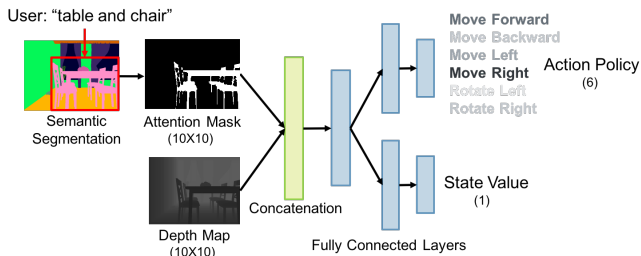 User: “table and chair”
Semantic
Segmentation
Attention Mask
(10X10)
Depth Map
(10X10)
Concatenation
Fully Connected Layers
Move Forward
Move Backward
Move Left
Move Right
Rotate Left
Rotate Right
Action Policy
(6)
State Value
(1)